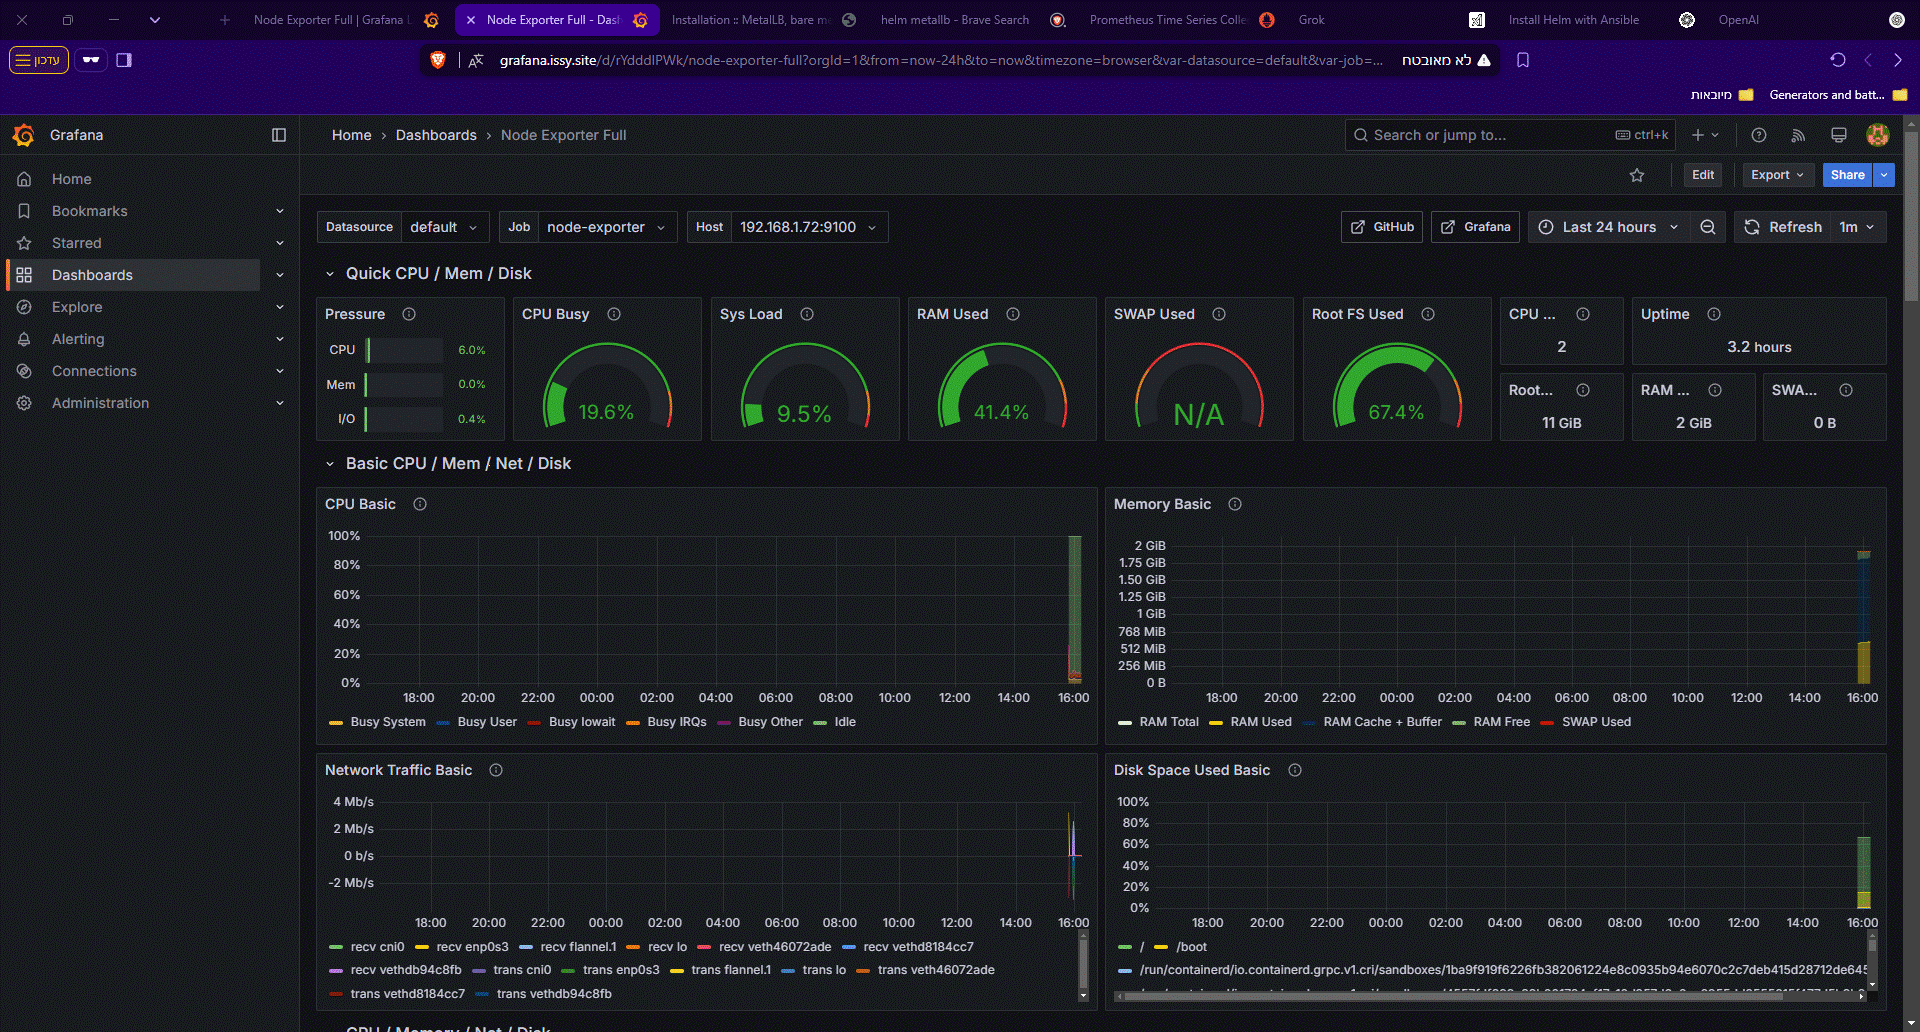 Node Exporter Full | Grafana L
Node Exporter Full - Dash
Installation :: MetalLB, bare me
helm metallb - Brave Search
Prometheus Time Series Colle
Grok
Install Helm with Ansible
OpenAI
עדכון
grafana.issy.site/d/rYdddlPWk/node-exporter-full?orgId=1&from=now-24h&to=now&timezone=browser&var-datasource=default&var-job=...
לא מאובטח
מיובאות
Generators and batt...
Grafana
Home › Dashboards › Node Exporter Full
Search or jump to...
ctrl+k
Home
Bookmarks
Starred
Dashboards
Explore
Alerting
Connections
Administration
Edit
Export
Share
Datasource default
Job node-exporter
Host 192.168.1.72:9100
GitHub
Grafana
Last 24 hours
Refresh 1m
Quick CPU / Mem / Disk
Pressure
CPU 6.0%
Mem 0.0%
I/O 0.4%
CPU Busy
19.6%
Sys Load
9.5%
RAM Used
41.4%
SWAP Used
N/A
Root FS Used
67.4%
CPU ...
2
Uptime
3.2 hours
Root...
11 GiB
RAM ...
2 GiB
SWA...
0 B
Basic CPU / Mem / Net / Disk
CPU Basic
100%
80%
60%
40%
20%
0%
18:00 20:00 22:00 00:00 02:00 04:00 06:00 08:00 10:00 12:00 14:00 16:00
Busy System Busy User Busy Iowait Busy IRQs Busy Other Idle
Memory Basic
2 GiB
1.75 GiB
1.50 GiB
1.25 GiB
1 GiB
768 MiB
512 MiB
256 MiB
0 B
18:00 20:00 22:00 00:00 02:00 04:00 06:00 08:00 10:00 12:00 14:00 16:00
RAM Total RAM Used RAM Cache + Buffer RAM Free SWAP Used
Network Traffic Basic
4 Mb/s
2 Mb/s
0 b/s
-2 Mb/s
18:00 20:00 22:00 00:00 02:00 04:00 06:00 08:00 10:00 12:00 14:00 16:00
recv cni0 recv enp0s3 recv flannel.1 recv lo recv veth46072ade recv vethd8184cc7
recv vethdb94c8fb trans cni0 trans enp0s3 trans flannel.1 trans lo trans veth46072ade
trans vethd8184cc7 trans vethdb94c8fb
Disk Space Used Basic
100%
80%
60%
40%
20%
0%
18:00 20:00 22:00 00:00 02:00 04:00 06:00 08:00 10:00 12:00 14:00 16:00
/ /boot
/run/containerd/io.containerd.grpc.v1.cri/sandboxes/1ba9f919f6226fb382061224e8c0935b94e6070c2c7deb415d28712de645
CPU / Memory / Net / Disk